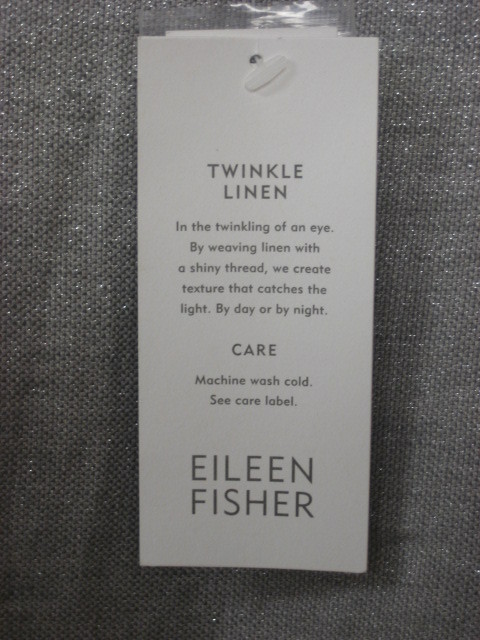 TWINKLE
LINEN
In the twinkling of an eye.
By weaving linen with
a shiny thread, we create
texture that catches the
light. By day or by night.
CARE
Machine wash cold.
See care label.
EILEEN
FISHER